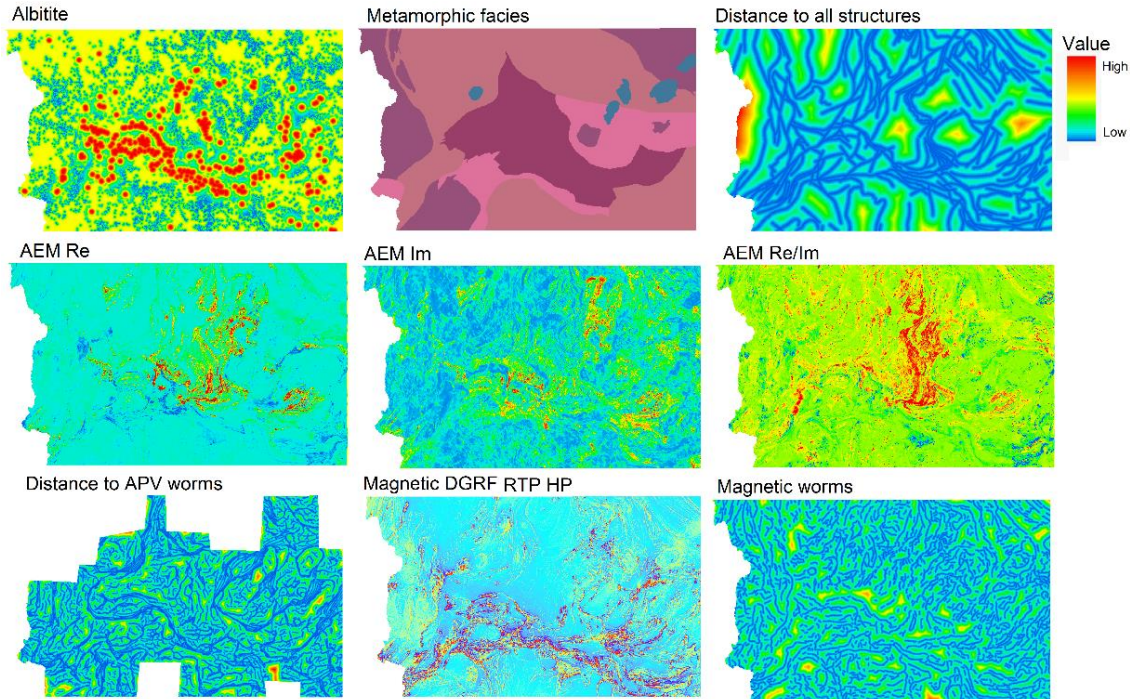 Albitite
Metamorphic facies
Distance to all structures
Value
High
Low
AEM Re
AEM Im
AEM Re/Im
Distance to APV worms
Magnetic DGRF RTP HP
Magnetic worms